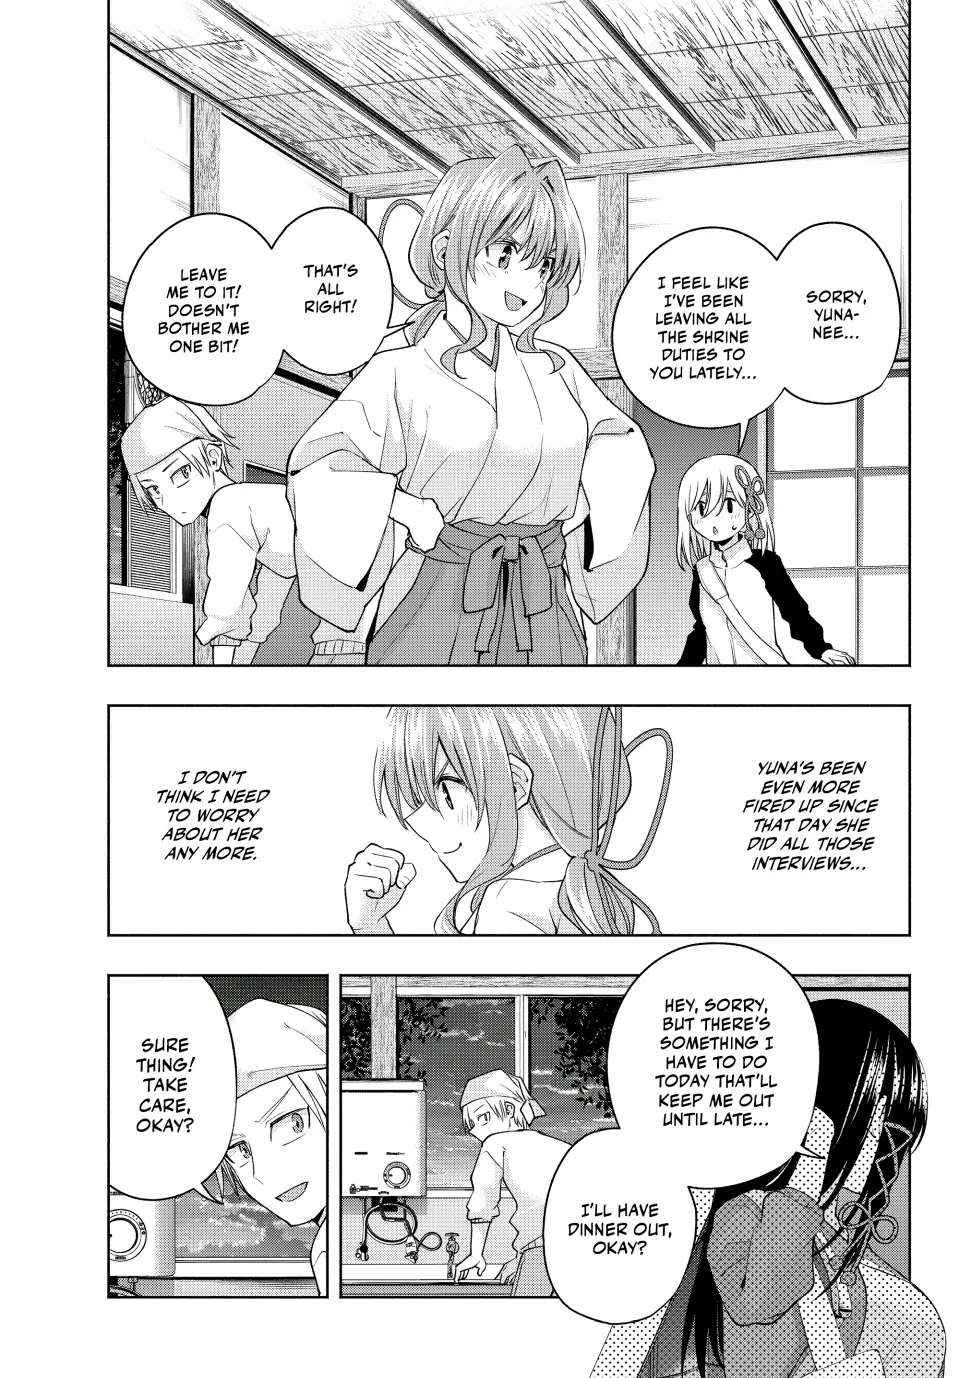 SORRY,
YUNA-
NEE...
I FEEL LIKE
I'VE BEEN
LEAVING ALL
THE SHRINE
DUTIES TO
YOU LATELY...
THAT'S
ALL
RIGHT!
LEAVE
ME TO IT!
DOESN'T
BOTHER ME
ONE BIT!
YUNA'S BEEN
EVEN MORE
FIRED UP SINCE
THAT DAY SHE
DID ALL THOSE
INTERVIEWS...
I DON'T
THINK I NEED
TO WORRY
ABOUT HER
ANY MORE.
HEY, SORRY,
BUT THERE'S
SOMETHING I
HAVE TO DO
TODAY THAT'LL
KEEP ME OUT
UNTIL LATE...
I'LL HAVE
DINNER OUT,
OKAY?
SURE
THING!
TAKE
CARE,
OKAY?